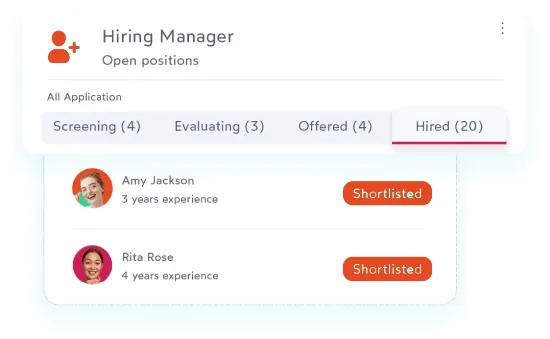 Hiring Manager
Open positions
All Application
Screening (4) Evaluating (3) Offered (4) Hired (20)
Amy Jackson
3 years experience
Shortlisted
Rita Rose
4 years experience
Shortlisted